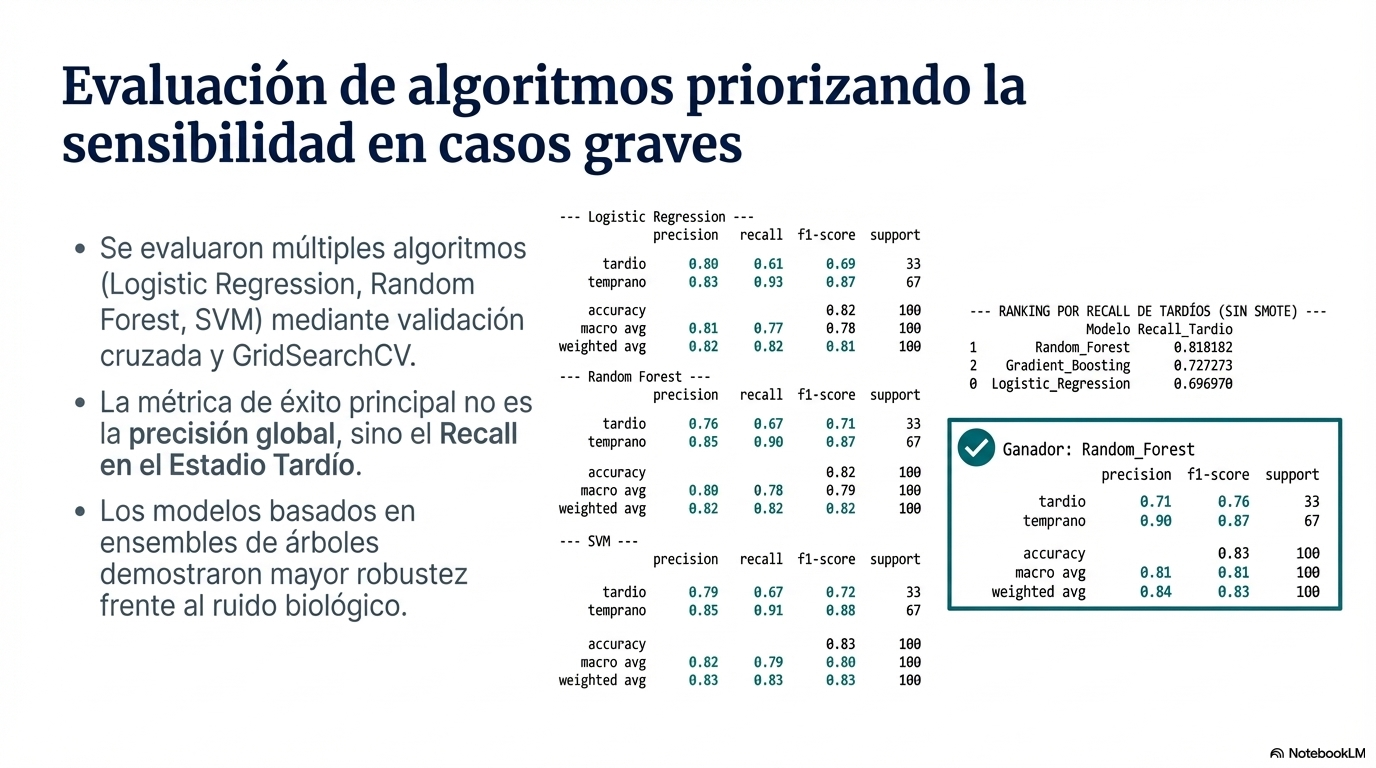 Evaluación de algoritmos priorizando la
sensibilidad en casos graves
• Se evaluaron múltiples algoritmos
(Logistic Regression, Random
Forest, SVM) mediante validación
cruzada y GridSearchCV.
• La métrica de éxito principal no es
la precisión global, sino el Recall
en el Estadio Tardío.
• Los modelos basados en
ensembles de árboles
demostraron mayor robustez
frente al ruido biológico.
--- Logistic Regression ---
precision recall f1-score support
tardio 0.80 0.61 0.69 33
temprano 0.83 0.93 0.87 67
accuracy 0.82 100
macro avg 0.81 0.77 0.78 100
weighted avg 0.82 0.82 0.81 100
--- Random Forest ---
precision recall f1-score support
tardio 0.76 0.67 0.71 33
temprano 0.85 0.90 0.87 67
accuracy 0.82 100
macro avg 0.80 0.78 0.79 100
weighted avg 0.82 0.82 0.82 100
--- SVM ---
precision recall f1-score support
tardio 0.79 0.67 0.72 33
temprano 0.85 0.91 0.88 67
accuracy 0.83 100
macro avg 0.82 0.79 0.80 100
weighted avg 0.83 0.83 0.83 100
--- RANKING POR RECALL DE TARDÍOS (SIN SMOTE) ---
Modelo Recall_Tardio
1 Random_Forest 0.818182
2 Gradient_Boosting 0.727273
0 Logistic_Regression 0.696970
Ganador: Random_Forest
precision f1-score support
tardio 0.71 0.76 33
temprano 0.90 0.87 67
accuracy 0.83 100
macro avg 0.81 0.81 100
weighted avg 0.84 0.83 100
NotebookLM